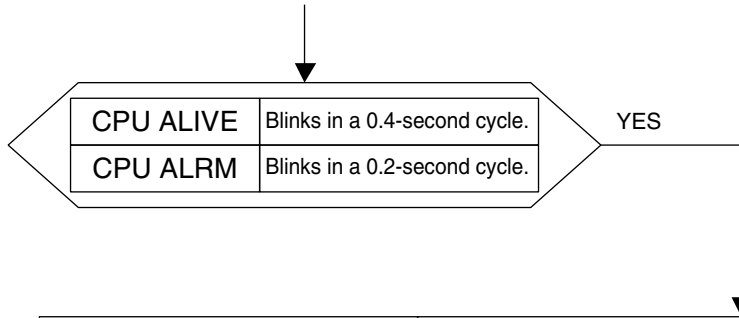 CPU ALIVE Blinks in a 0.4-second cycle.
YES
CPU ALRM Blinks in a 0.2-second cycle.